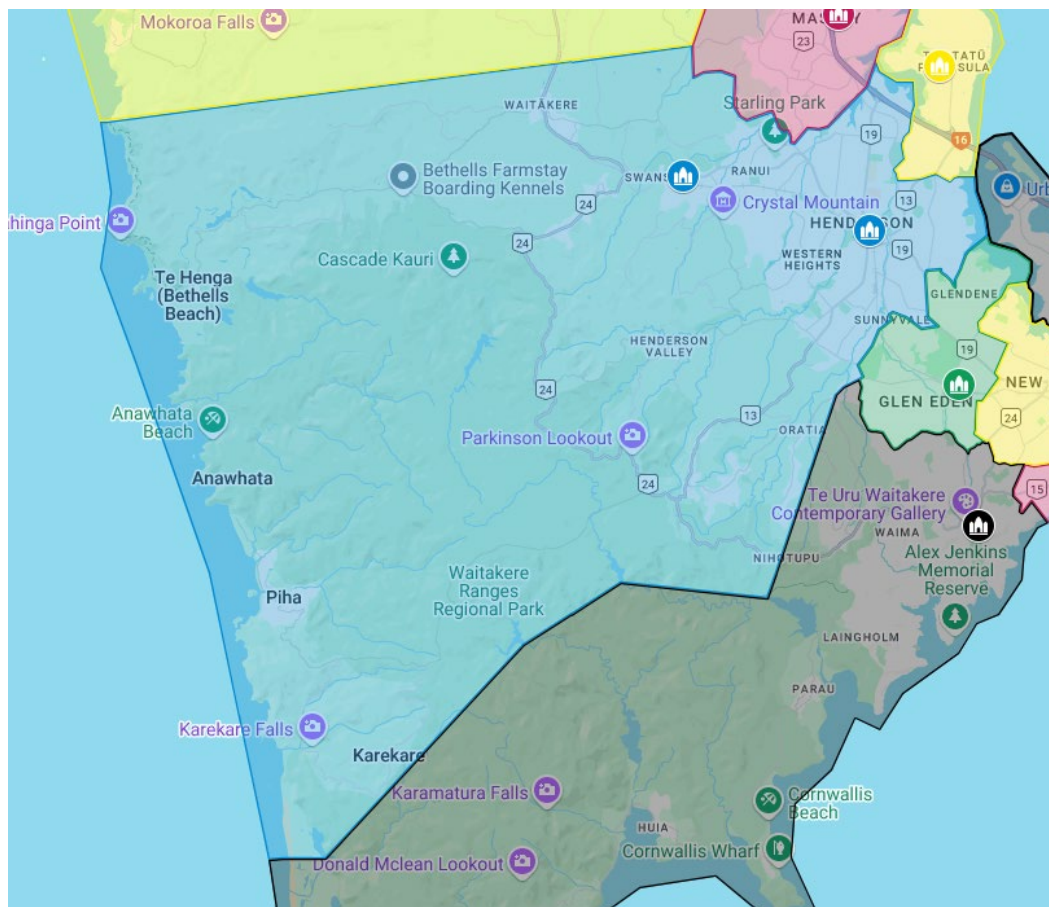 Mokoroa Falls
23
Starling Park
WAITĀKERE
19
16
Bethells Farmstay
Boarding Kennels
RANUI
24
Crystal Mountain
13
HENDERSON
24
Cascade Kauri
WESTERN
HEIGHTS
19
Te Henga
(Bethells
Beach)
GLENDENE
SUNNYVALE
HENDERSON
VALLEY
19
24
NEW
Anawhata
Beach
GLEN EDEN
13
24
ORATIA
Parkinson Lookout
Anawhata
24
15
Te Uru Waitakere
Contemporary Gallery
WAIMA
NIHOTUPU
Alex Jenkins
Memorial
Reserve
Waitakere
Ranges
Regional Park
Piha
LAINGHOLM
PARAU
Karekare Falls
Karekare
Karamatura Falls
Cornwallis
Beach
HUIA
Cornwallis Wharf
Donald Mclean Lookout